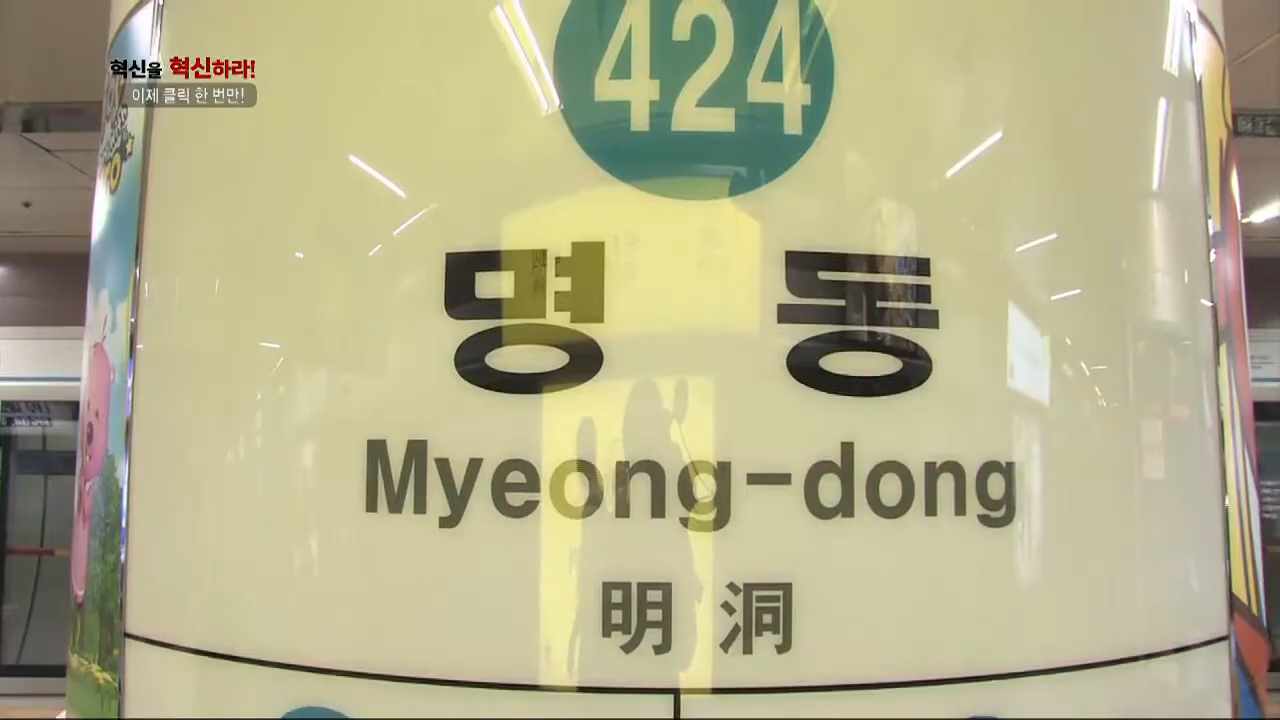 혁신을 혁신하라!
이제 클릭 한 번만!
424
명동
Myeong-dong
明洞